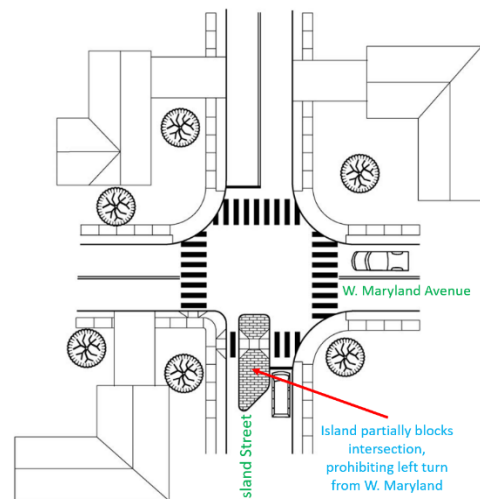 W. Maryland Avenue
sland Street
Island partially blocks
intersection,
prohibiting left turn
from W. Maryland